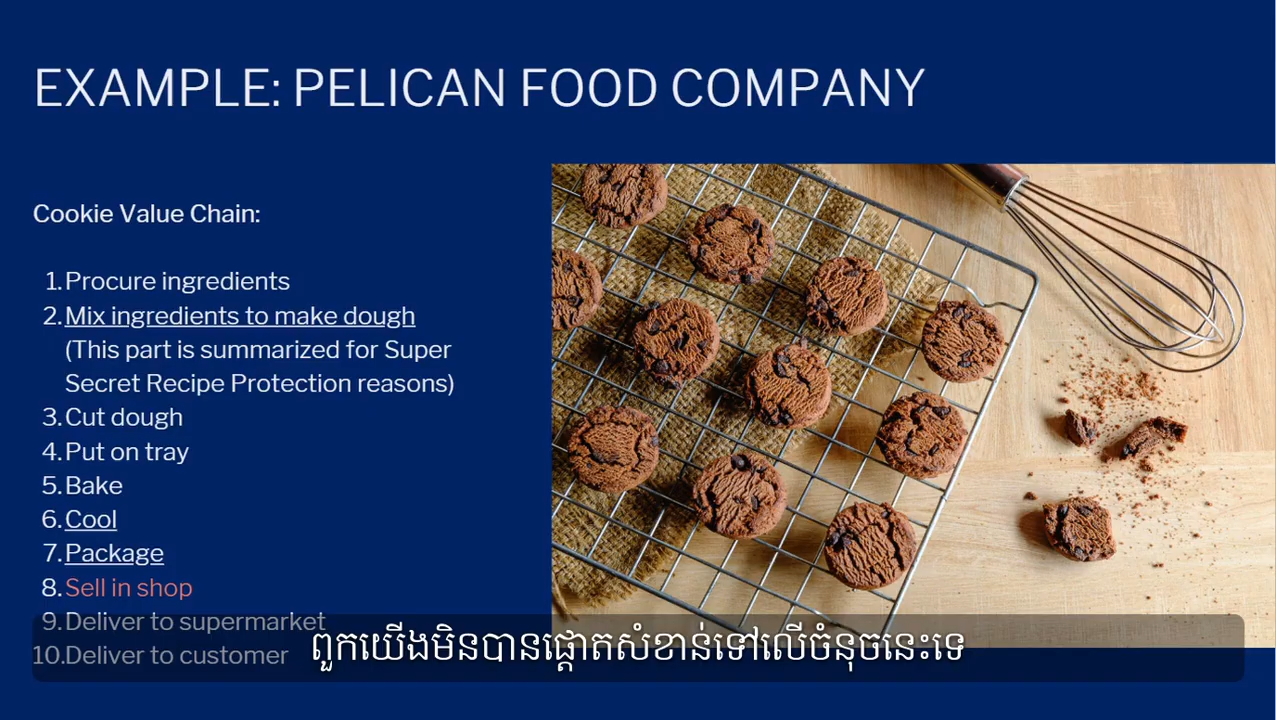 EXAMPLE: PELICAN FOOD COMPANY
Cookie Value Chain:
1. Procure ingredients
2. Mix ingredients to make dough
(This part is summarized for Super
Secret Recipe Protection reasons)
3. Cut dough
4. Put on tray
5. Bake
6. Cool
7. Package
8. Sell in shop
9. Deliver to supermarket
10. Deliver to customer
ពួកយើងមិនបានផ្តោតសំខាន់ទៅលើចំនុចនេះទេ